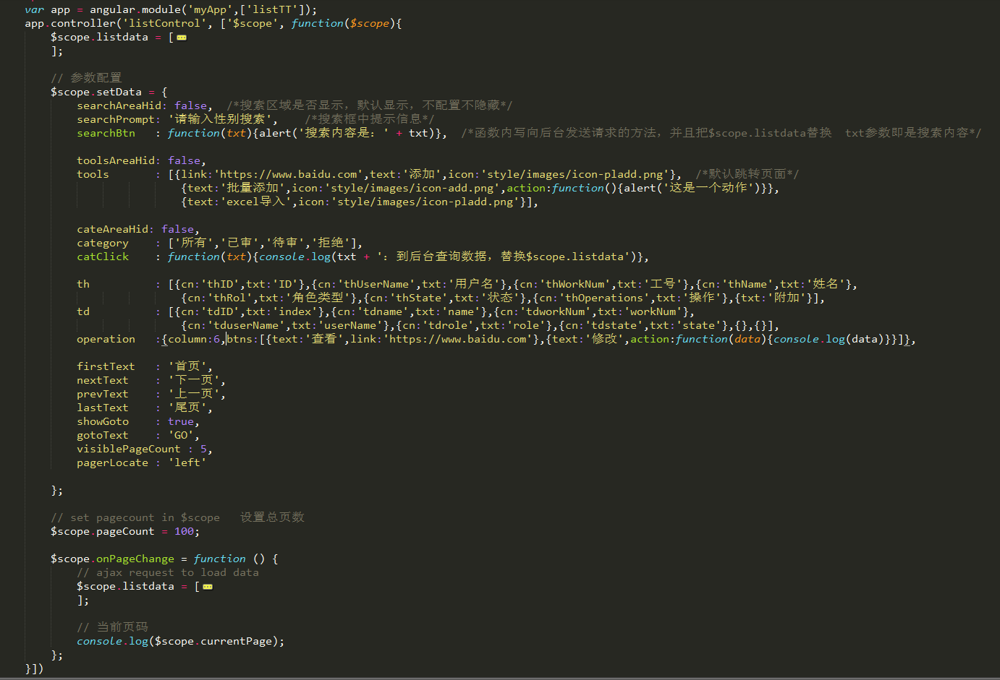 var app = angular.module('myApp',['listTT']);
app.controller('listControl', ['$scope', function($scope){
$scope.listdata = [
];
// 参数配置
$scope.setData = {
searchAreaHid: false,  /*搜索区域是否显示，默认显示，不配置不隐藏*/
searchPrompt: '请输入性别搜索',    /*搜索框中提示信息*/
searchBtn   : function(txt){alert('搜索内容是：' + txt)},  /*函数内写向后台发送请求的方法，并且把$scope.listdata替换  txt参数即是搜索内容*/
toolsAreaHid: false,
tools       : [{link:'https://www.baidu.com',text:'添加',icon:'style/images/icon-pladd.png'},  /*默认跳转页面*/
{text:'批量添加',icon:'style/images/icon-add.png',action:function(){alert('这是一个动作')}},
{text:'excel导入',icon:'style/images/icon-pladd.png'}],
cateAreaHid: false,
category    : ['所有','已审','待审','拒绝'],
catClick    : function(txt){console.log(txt + '：到后台查询数据，替换$scope.listdata')},
th          : [{cn:'thID',txt:'ID'},{cn:'thUserName',txt:'用户名'},{cn:'thWorkNum',txt:'工号'},{cn:'thName',txt:'姓名'},
{cn:'thRol',txt:'角色类型'},{cn:'thState',txt:'状态'},{cn:'thOperations',txt:'操作'},{txt:'附加'}],
td          : [{cn:'tdID',txt:'index'},{cn:'tdname',txt:'name'},{cn:'tdworkNum',txt:'workNum'},
{cn:'tduserName',txt:'userName'},{cn:'tdrole',txt:'role'},{cn:'tdstate',txt:'state'},{},{}],
operation   :{column:6,btns:[{text:'查看',link:'https://www.baidu.com'},{text:'修改',action:function(data){console.log(data)}}]},
firstText   : '首页',
nextText    : '下一页',
prevText    : '上一页',
lastText    : '尾页',
showGoto    : true,
gotoText    : 'GO',
visiblePageCount : 5,
pagerLocate : 'left'
};
// set pagecount in $scope   设置总页数
$scope.pageCount = 100;
$scope.onPageChange = function () {
// ajax request to load data
$scope.listdata = [
];
// 当前页码
console.log($scope.currentPage);
};
}])